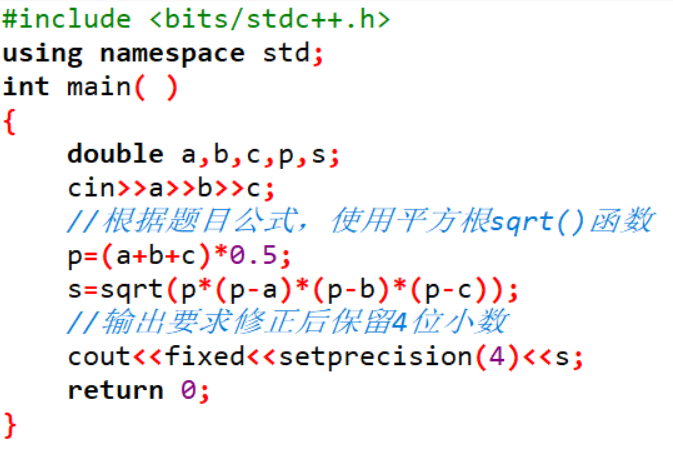 #include <bits/stdc++.h>
using namespace std;
int main( )
{
    double a,b,c,p,s;
    cin>>a>>b>>c;
    //根据题目公式，使用平方根sqrt()函数
    p=(a+b+c)*0.5;
    s=sqrt(p*(p-a)*(p-b)*(p-c));
    //输出要求修正后保留4位小数
    cout<<fixed<<setprecision(4)<<s;
    return 0;
}